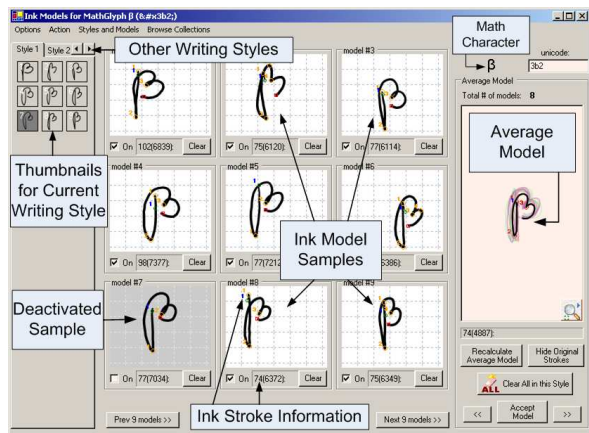 Ink Models for MathGlyph β (&#x3b2;)
Options Action Styles and Models Browse Collections
Style 1
Style 2
Other Writing Styles
Math
Character
β
unicode:
3b2
model #3
On 102(6839):
Clear
On 75(6120):
Clear
On 77(6114):
Clear
Thumbnails
for Current
Writing Style
model #4
model #5
model #6
On 98(7377):
Clear
On 77(7212
6386):
Clear
Ink Model
Samples
Deactivated
Sample
model #7
model #8
On 77(7034):
Clear
On 74(6372):
Clear
On 75(6349):
Clear
Prev 9 models >>
Ink Stroke Information
Next 9 models >>
Average Model
Total # of models: 8
Average
Model
74(4887):
Recalculate
Average Model
Hide Original
Strokes
ALL
Clear All in this Style
<<
Accept
Model
>>